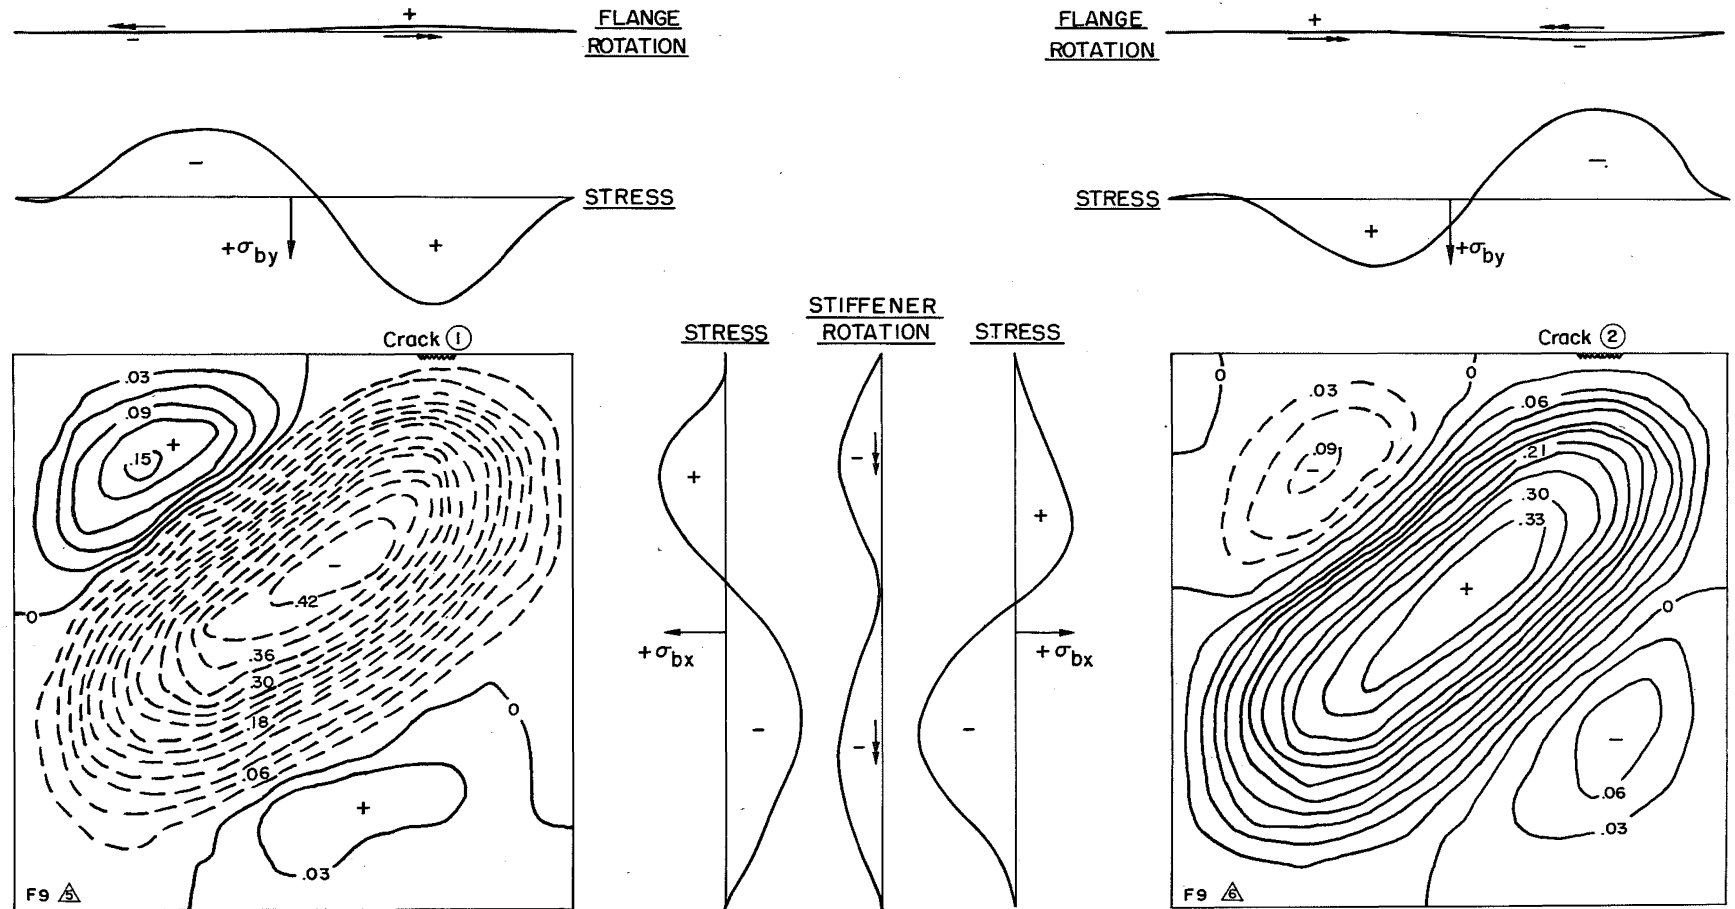 +
FLANGE
ROTATION
−
FLANGE
ROTATION
+
−
−
STRESS
+σby
+
STRESS
−
+
+σby
Crack 1
STRESS
STIFFENER
ROTATION
STRESS
Crack 2
.03
.09
.15
+
−
.42
.36
.30
.18
.06
0
0
+
.03
F9 5
+
+σbx
−
−
−
+
+σbx
−
0
0
.03
.09
−
.06
.21
.30
.33
+
0
−
.06
.03
F9 6